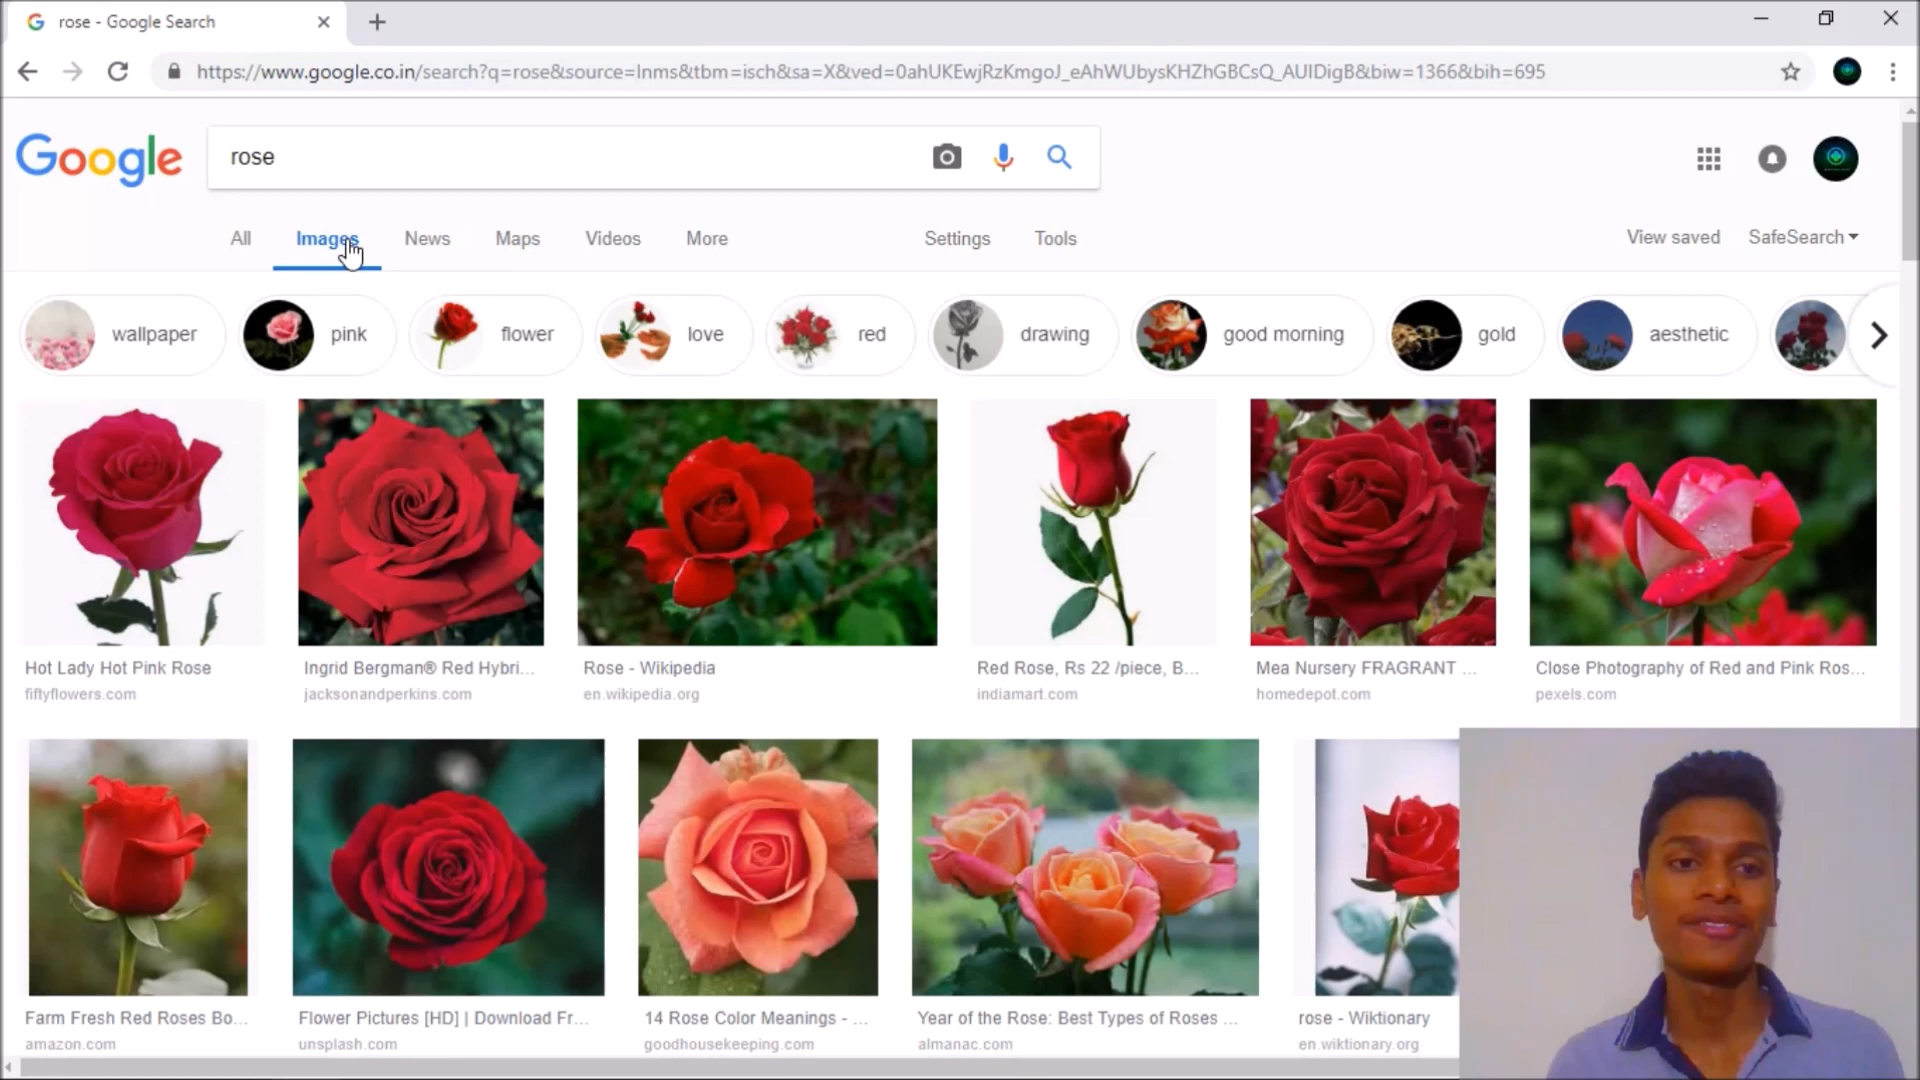 rose - Google Search
https://www.google.co.in/search?q=rose&source=lnms&tbm=isch&sa=X&ved=0ahUKEwjRzKmgoJ_eAhWUbysKHZhGBCsQ_AUIDigB&biw=1366&bih=695
Google rose
All Images News Maps Videos More Settings Tools View saved SafeSearch
wallpaper pink flower love red drawing good morning gold aesthetic
Hot Lady Hot Pink Rose Ingrid Bergman® Red Hybri... Rose - Wikipedia Red Rose, Rs 22 /piece, B... Mea Nursery FRAGRANT ... Close Photography of Red and Pink Ros...
fiftyflowers.com jacksonandperkins.com en.wikipedia.org indiamart.com homedepot.com pexels.com
Farm Fresh Red Roses Bo... Flower Pictures [HD] | Download Fr... 14 Rose Color Meanings - ... Year of the Rose: Best Types of Roses ... rose - Wiktionary
amazon.com unsplash.com goodhousekeeping.com almanac.com en.wiktionary.org